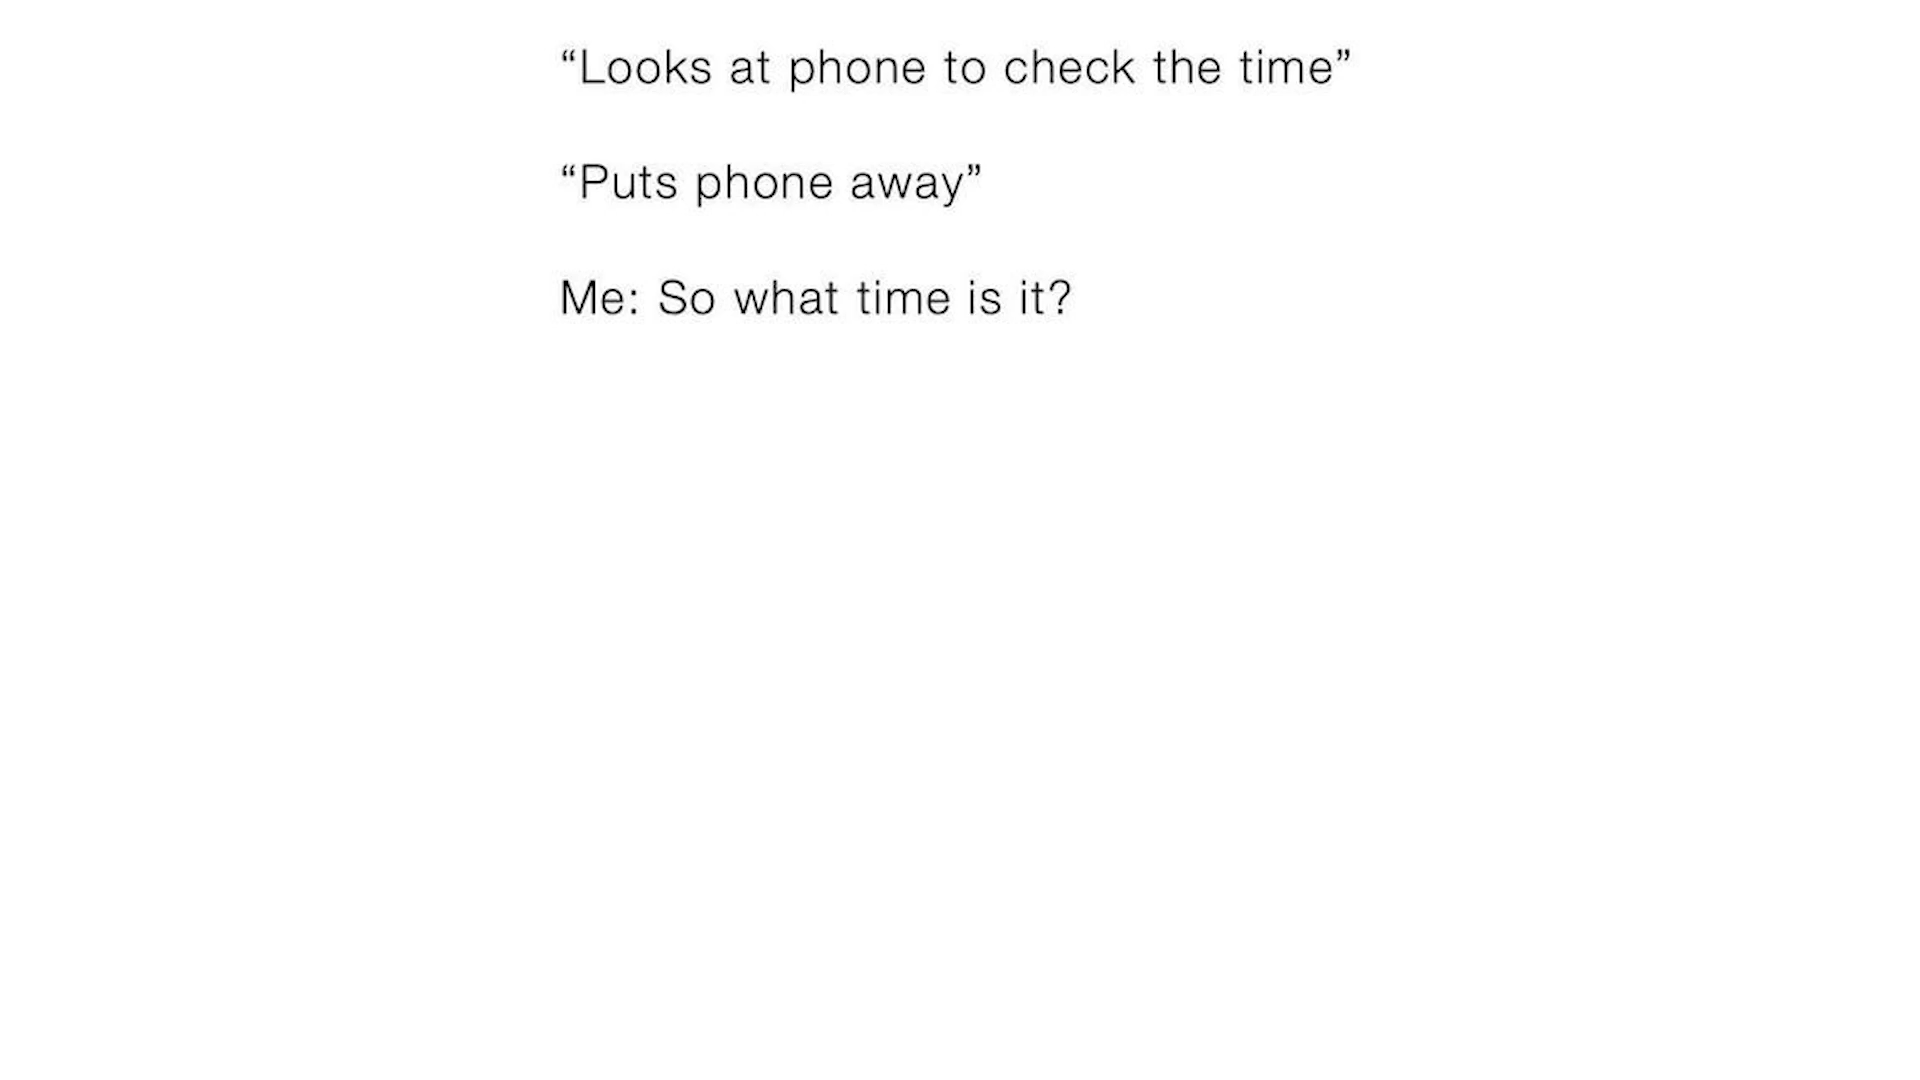 “Looks at phone to check the time”
“Puts phone away”
Me: So what time is it?